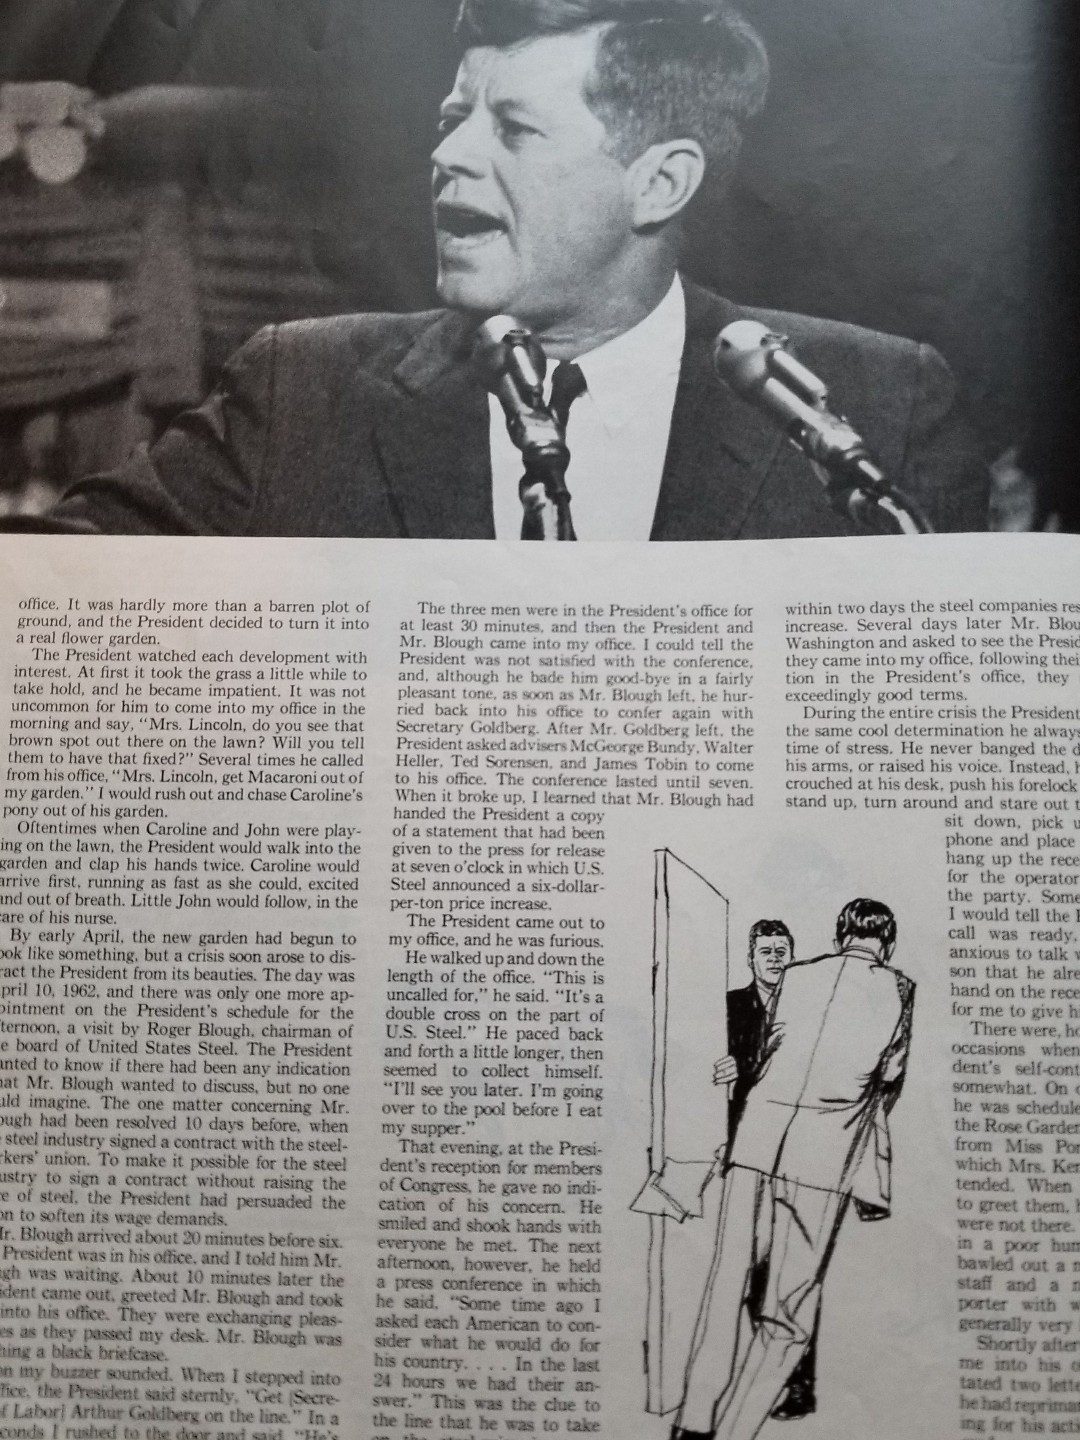 office. It was hardly more than a barren plot of
ground, and the President decided to turn it into
a real flower garden.
The President watched each development with
interest. At first it took the grass a little while to
take hold, and he became impatient. It was not
uncommon for him to come into my office in the
morning and say, "Mrs. Lincoln, do you see that
brown spot out there on the lawn? Will you tell
them to have that fixed?" Several times he called
from his office, "Mrs. Lincoln, get Macaroni out of
my garden." I would rush out and chase Caroline's
pony out of his garden.
Oftentimes when Caroline and John were play-
ing on the lawn, the President would walk into the
garden and clap his hands twice. Caroline would
arrive first, running as fast as she could, excited
and out of breath. Little John would follow, in the
care of his nurse.
By early April, the new garden had begun to
look like something, but a crisis soon arose to dis-
tract the President from its beauties. The day was
April 10, 1962, and there was only one more ap-
pointment on the President's schedule for the
afternoon, a visit by Roger Blough, chairman of
the board of United States Steel. The President
wanted to know if there had been any indication
that Mr. Blough wanted to discuss, but no one
could imagine. The one matter concerning Mr.
Blough had been resolved 10 days before, when
steel industry signed a contract with the steel-
workers' union. To make it possible for the steel
industry to sign a contract without raising the
of steel, the President had persuaded the
to soften its wage demands.
Mr. Blough arrived about 20 minutes before six.
President was in his office, and I told him Mr.
Blough was waiting. About 10 minutes later the
President came out, greeted Mr. Blough and took
into his office. They were exchanging pleas-
as they passed my desk. Mr. Blough was
a black briefcase.
my buzzer sounded. When I stepped into
office, the President said sternly, "Get [Secre-
of Labor] Arthur Goldberg on the line." In a
seconds I rushed to the door and said, "He's
The three men were in the President's office for
at least 30 minutes, and then the President and
Mr. Blough came into my office. I could tell the
President was not satisfied with the conference,
and, although he bade him good-bye in a fairly
pleasant tone, as soon as Mr. Blough left, he hur-
ried back into his office to confer again with
Secretary Goldberg. After Mr. Goldberg left, the
President asked advisers McGeorge Bundy, Walter
Heller, Ted Sorensen, and James Tobin to come
to his office. The conference lasted until seven.
When it broke up, I learned that Mr. Blough had
handed the President a copy
of a statement that had been
given to the press for release
at seven o'clock in which U.S.
Steel announced a six-dollar-
per-ton price increase.
The President came out to
my office, and he was furious.
He walked up and down the
length of the office. "This is
uncalled for," he said. "It's a
double cross on the part of
U.S. Steel." He paced back
and forth a little longer, then
seemed to collect himself.
"I'll see you later. I'm going
over to the pool before I eat
my supper."
That evening, at the Presi-
dent's reception for members
of Congress, he gave no indi-
cation of his concern. He
smiled and shook hands with
everyone he met. The next
afternoon, however, he held
a press conference in which
he said, "Some time ago I
asked each American to con-
sider what he would do for
his country. . . . In the last
24 hours we had their an-
swer." This was the clue to
the line that he was to take
within two days the steel companies res
increase. Several days later Mr. Blou
Washington and asked to see the Presid
they came into my office, following thei
tion in the President's office, they
exceedingly good terms.
During the entire crisis the President
the same cool determination he always
time of stress. He never banged the d
his arms, or raised his voice. Instead, h
crouched at his desk, push his forelock
stand up, turn around and stare out t
sit down, pick u
phone and place
hang up the rece
for the operator
the party. Some
I would tell the
call was ready.
anxious to talk w
son that he alre
hand on the rece
for me to give h
There were, ho
occasions when
dent's self-cont
somewhat. On
he was schedule
the Rose Garden
from Miss Por
which Mrs. Ken
tended. When
to greet them,
were not there.
in a poor hum
bawled out a
staff and a
porter with
generally very
Shortly after
me into his o
tated two lette
he had reprimar
ing for his acti